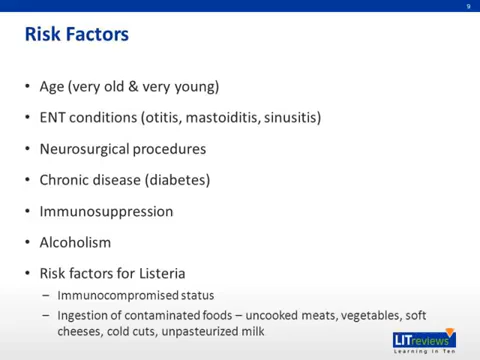 9
Risk Factors
• Age (very old & very young)
• ENT conditions (otitis, mastoiditis, sinusitis)
• Neurosurgical procedures
• Chronic disease (diabetes)
• Immunosuppression
• Alcoholism
• Risk factors for Listeria
– Immunocompromised status
– Ingestion of contaminated foods – uncooked meats, vegetables, soft
cheeses, cold cuts, unpasteurized milk
LITreviews
Learning in Ten